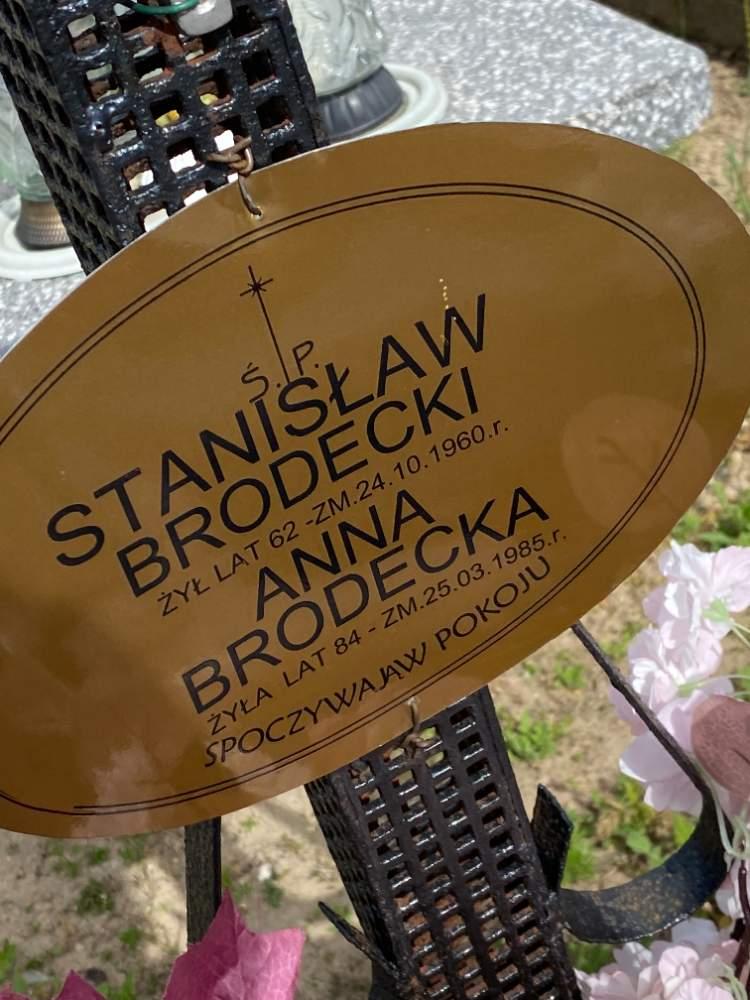 Ś. P.
STANISŁAW
BRODECKI
ŻYŁ LAT 62 -ZM.24.10.1960.r.
ANNA
BRODECKA
ŻYŁA LAT 84 - ZM.25.03.1985.r.
SPOCZYWAJAW POKOJU